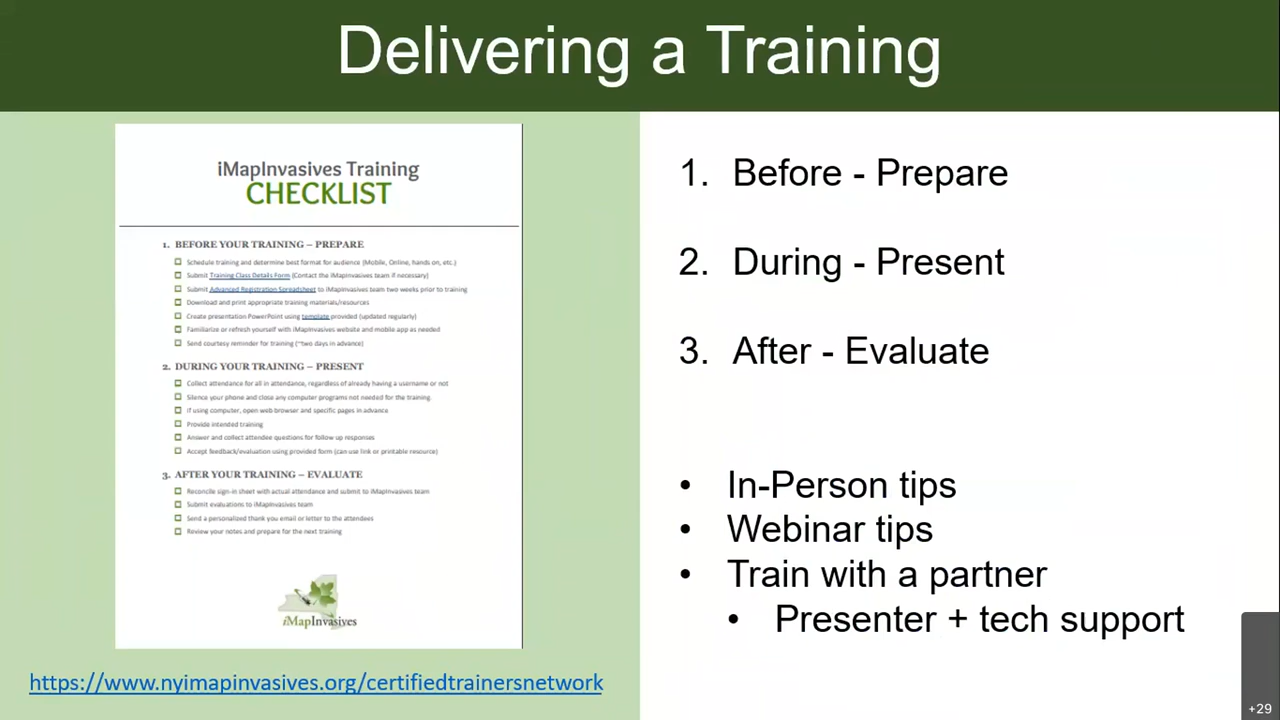 Delivering a Training
iMapInvasives Training
CHECKLIST
1. BEFORE YOUR TRAINING – PREPARE
Schedule training and determine best format for audience (Mobile, Online, hands on, etc.)
Submit Training Class Details Form (Contact the iMapInvasives team if necessary)
Submit Advanced Registration Spreadsheet to iMapInvasives team two weeks prior to training
Download and print appropriate training materials/resources
Create presentation PowerPoint using template provided (updated regularly)
Familiarize or refresh yourself with iMapInvasives website and mobile app as needed
Send courtesy reminder for training (~two days in advance)
2. DURING YOUR TRAINING – PRESENT
Collect attendance for all in attendance, regardless of already having a username or not
Silence your phone and close any computer programs not needed for the training.
If using computer, open web browser and specific pages in advance
Provide intended training
Answer and collect attendee questions for follow up responses
Accept feedback/evaluation using provided form (can use link or printable resource)
3. AFTER YOUR TRAINING – EVALUATE
Reconcile sign-in sheet with actual attendance and submit to iMapInvasives team
Submit evaluations to iMapInvasives team
Send a personalized thank you email or letter to the attendees
Review your notes and prepare for the next training
iMapInvasives
https://www.nyimapinvasives.org/certifiedtrainersnetwork
1. Before - Prepare
2. During - Present
3. After - Evaluate
• In-Person tips
• Webinar tips
• Train with a partner
• Presenter + tech support
+29